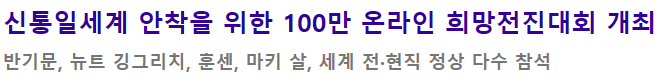 신통일세계 안착을 위한 100만 온라인 희망전진대회 개최
반기문, 뉴트 깅그리치, 훈센, 마키 살, 세계 전·현직 정상 다수 참석